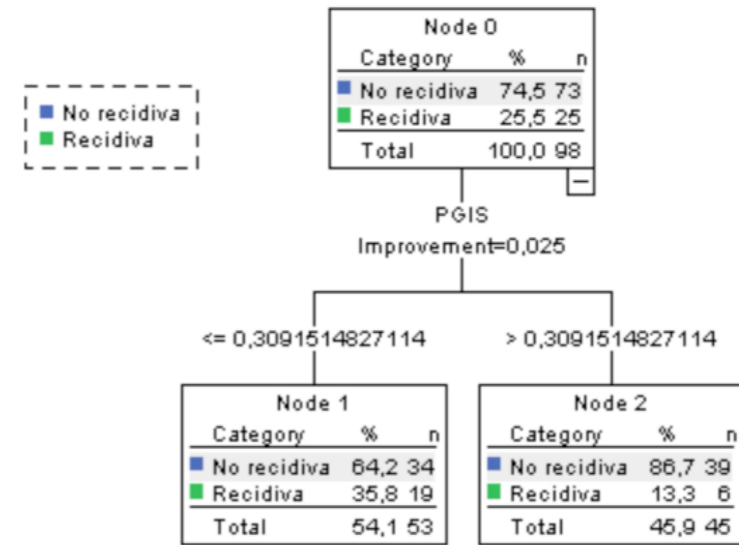 Node 0
Category % n
No recidiva 74,5 73
Recidiva 25,5 25
Total 100,0 98
No recidiva
Recidiva
PGIS
Improvement=0,025
<= 0,3091514827114
> 0,3091514827114
Node 1
Category % n
No recidiva 64,2 34
Recidiva 35,8 19
Total 54,1 53
Node 2
Category % n
No recidiva 86,7 39
Recidiva 13,3 6
Total 45,9 45